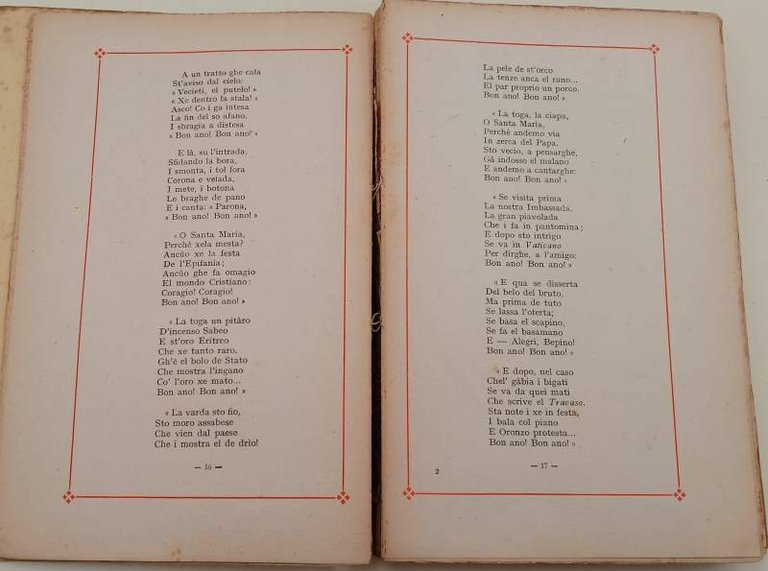 A un tratto ghe cala
St'aviso dal cielo:
« Vecieti, el putelo! »
« Xe dentro la stala! »
Asco! Co i ga intesa
La fin del so afano,
I sbragia a distesa
« Bon ano! Bon ano! »
E là, su l'intrada,
Sfidando la bora,
I smonta, i tol fora
Corona e velada,
I mete, i botona
Le braghe de pano
E i canta: « Parona,
« Bon ano! Bon ano! »
« O Santa Maria,
Perchè xela mesta?
Ancùo xe la festa
De l'Epifania;
Ancùo ghe fa omagio
El mondo Cristiano:
Coragio! Coragio!
Bon ano! Bon ano! »
« La toga un pitàro
D'incenso Sabeo
E st'oro Eritreo
Che xe tanto raro.
Gh'è el bolo de Stato
Che mostra l'ingano
Co' l'oro xe mato...
Bon ano! Bon ano! »
« La varda sto fio,
Sto moro assabese
Che vien dal paese
Che i mostra el de drio!
— 16 —
La pele de st'orco
La tenze anca el rano...
El par proprio un porco.
Bon ano! Bon ano! »
« La toga, la ciapa,
O Santa Maria,
Perchè andemo via
In zerca del Papa.
Sto vecio, a pensarghe,
Gà indosso el malano
E andemo a cantarghe:
Bon ano! Bon ano! »
« Se visita prima
La nostra Imbassada,
La gran piavolada
Che i fa in pantomina;
E dopo sto intrigo
Se va in Vaticano
Per dirghe, a l'amigo:
Bon ano! Bon ano! »
« E qua se disserta
Del belo del bruto,
Ma prima de tuto
Se lassa l'oferta;
Se basa el scapino,
Se fa el basamano
E — Alegri, Bepino!
Bon ano! Bon ano! »
« E dopo, nel caso
Chel' gàbia i bigati
Se va da quei mati
Che scrive el Travaso.
Sta note i xe in festa,
I bala col piano
E Oronzo protesta...
Bon ano! Bon ano! »
2
— 17 —